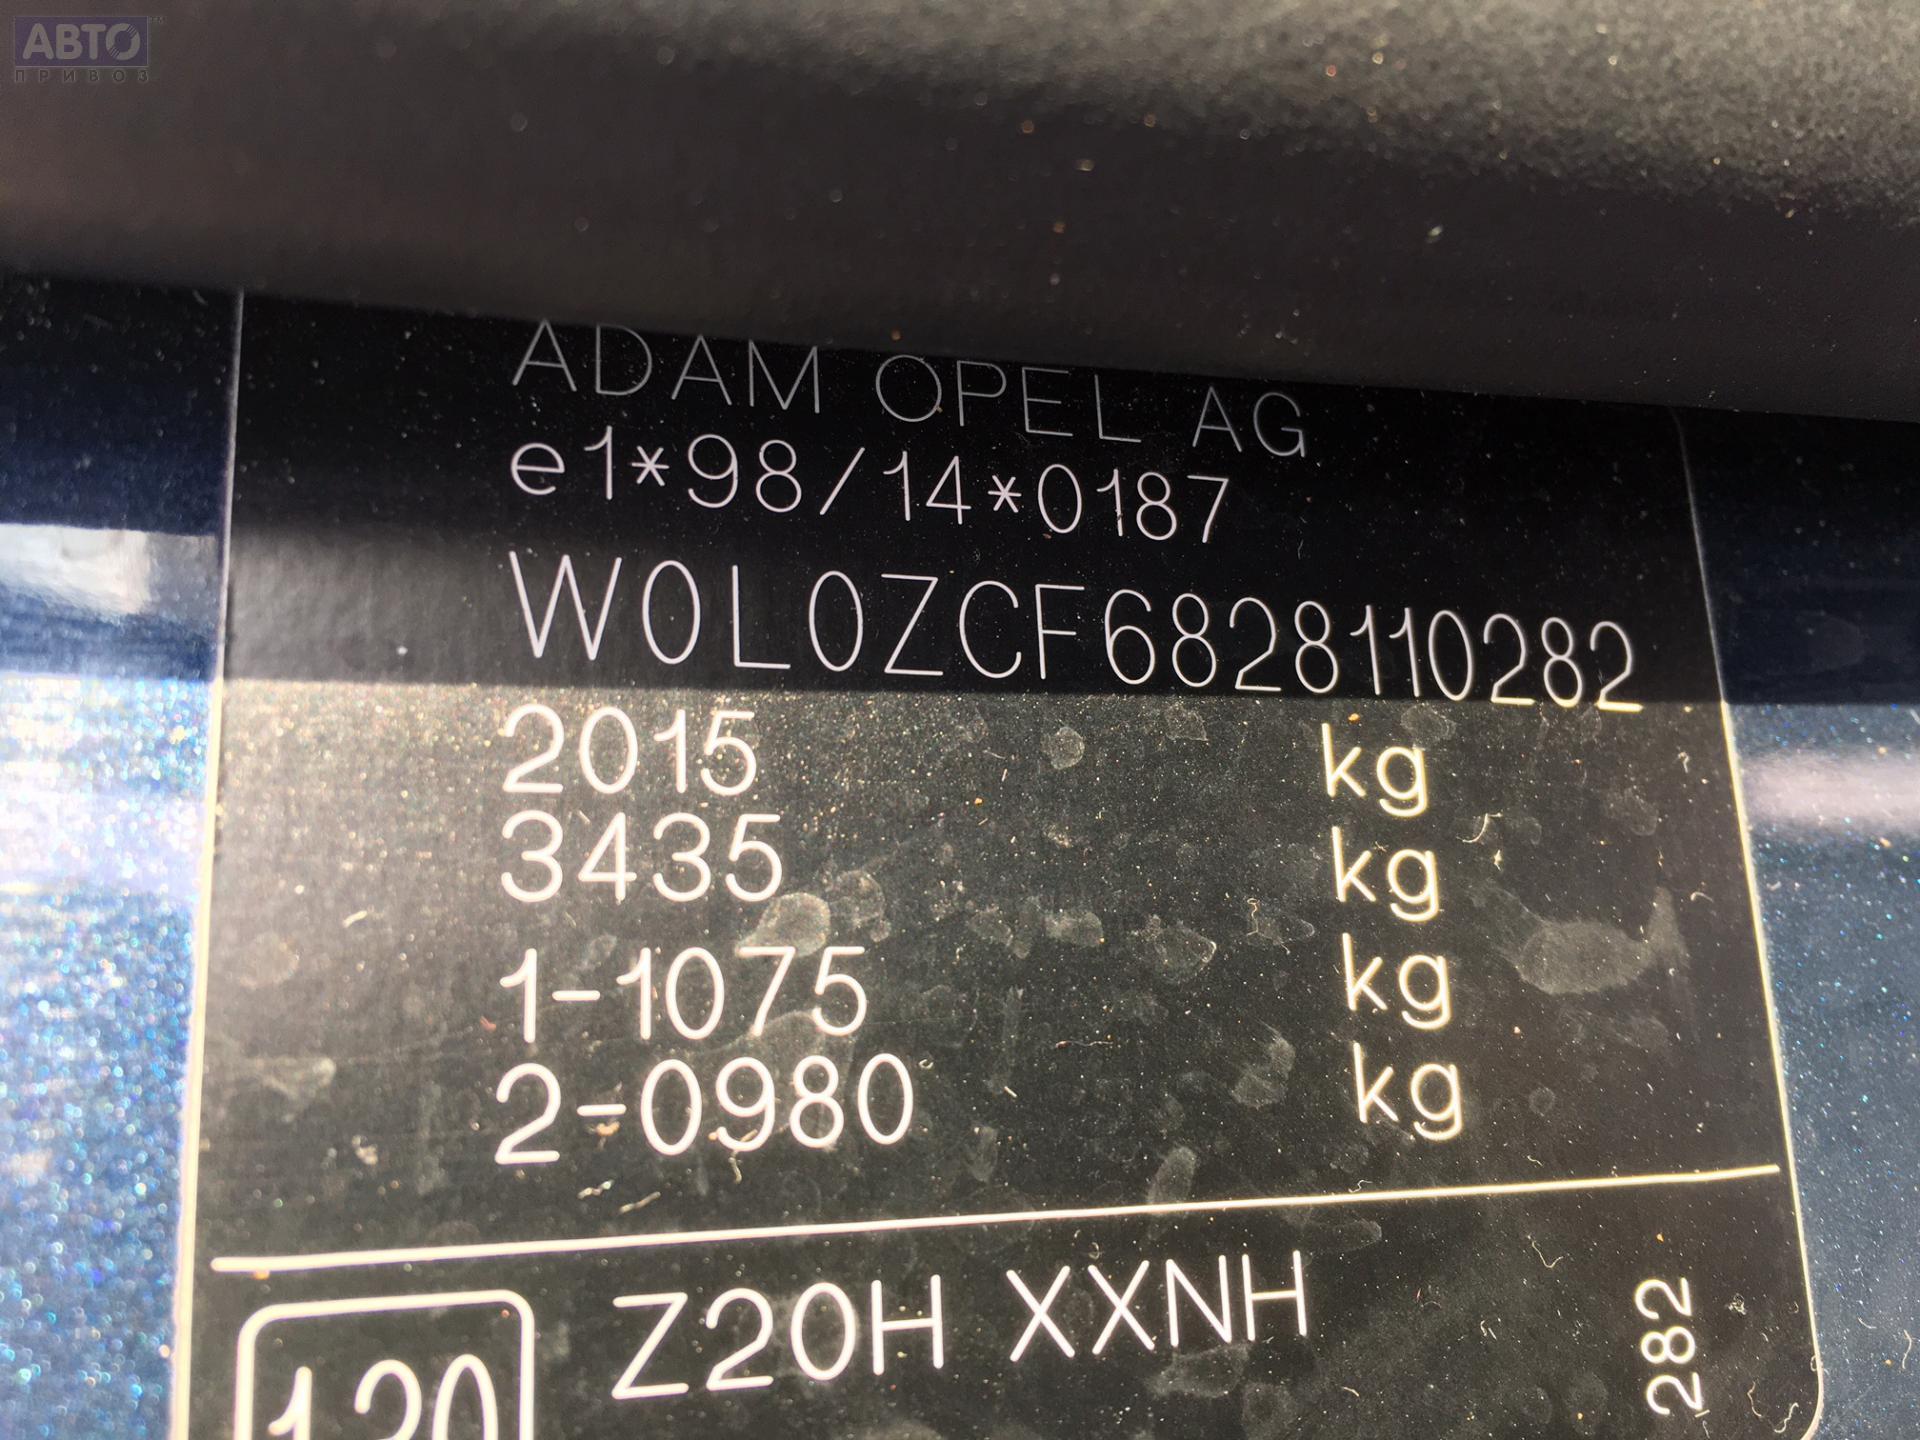 АВТО
ПРИВОЗ
ADAM OPEL AG
e1*98/14*0187
W0L0ZCF6828110282
2015 kg
3435 kg
1-1075 kg
2-0980 kg
Z20H XXNH
282